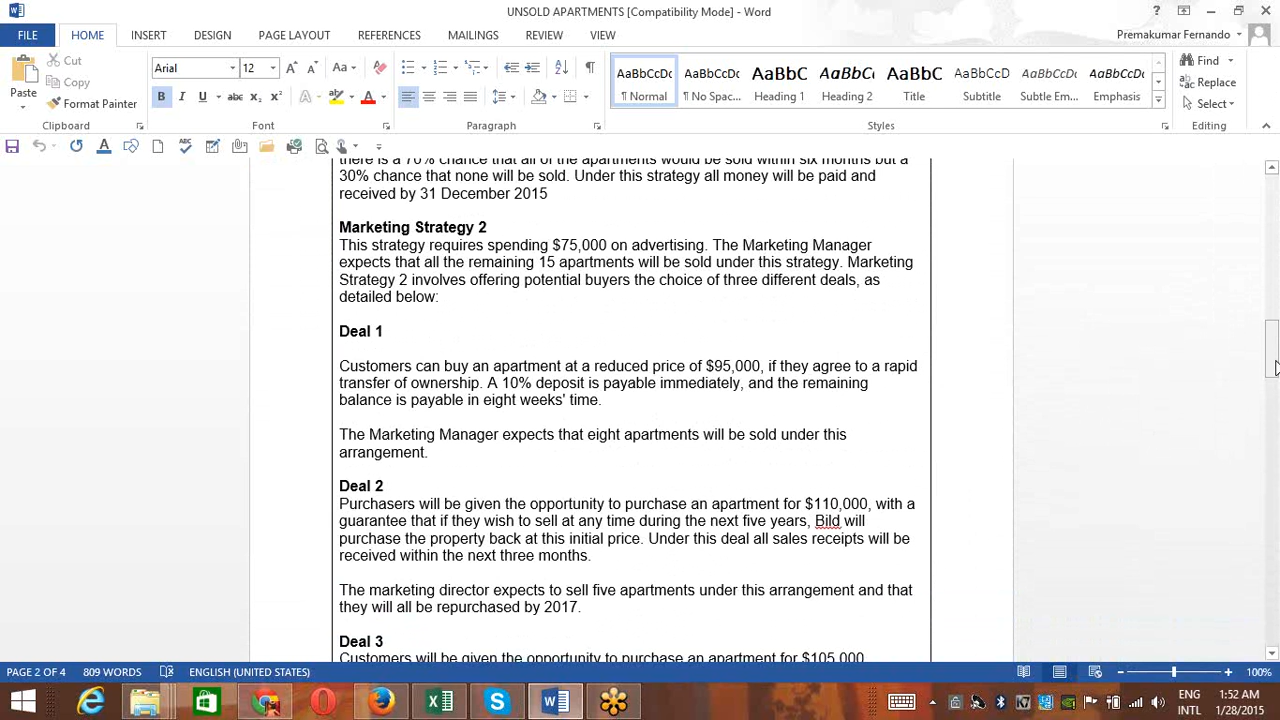 UNSOLD APARTMENTS [Compatibility Mode] - Word
FILE HOME INSERT DESIGN PAGE LAYOUT REFERENCES MAILINGS REVIEW VIEW Premakumar Fernando
Paste Cut Copy Format Painter
Arial 12
AaBbCcDc AaBbCcDc AaBbC AaBbCc AaBbC AaBbCcD AaBbCcDc AaBbCcDc
¶ Normal ¶ No Spac... Heading 1 Heading 2 Title Subtitle Subtle Em... Emphasis
Find Replace Select
Clipboard Font Paragraph Styles Editing
there is a 70% chance that all of the apartments would be sold within six months but a
30% chance that none will be sold. Under this strategy all money will be paid and
received by 31 December 2015
Marketing Strategy 2
This strategy requires spending $75,000 on advertising. The Marketing Manager
expects that all the remaining 15 apartments will be sold under this strategy. Marketing
Strategy 2 involves offering potential buyers the choice of three different deals, as
detailed below:
Deal 1
Customers can buy an apartment at a reduced price of $95,000, if they agree to a rapid
transfer of ownership. A 10% deposit is payable immediately, and the remaining
balance is payable in eight weeks' time.
The Marketing Manager expects that eight apartments will be sold under this
arrangement.
Deal 2
Purchasers will be given the opportunity to purchase an apartment for $110,000, with a
guarantee that if they wish to sell at any time during the next five years, Bild will
purchase the property back at this initial price. Under this deal all sales receipts will be
received within the next three months.
The marketing director expects to sell five apartments under this arrangement and that
they will all be repurchased by 2017.
Deal 3
Customers will be given the opportunity to purchase an apartment for $105,000
PAGE 2 OF 4 809 WORDS ENGLISH (UNITED STATES) 100%
ENG 1:52 AM
INTL 1/28/2015